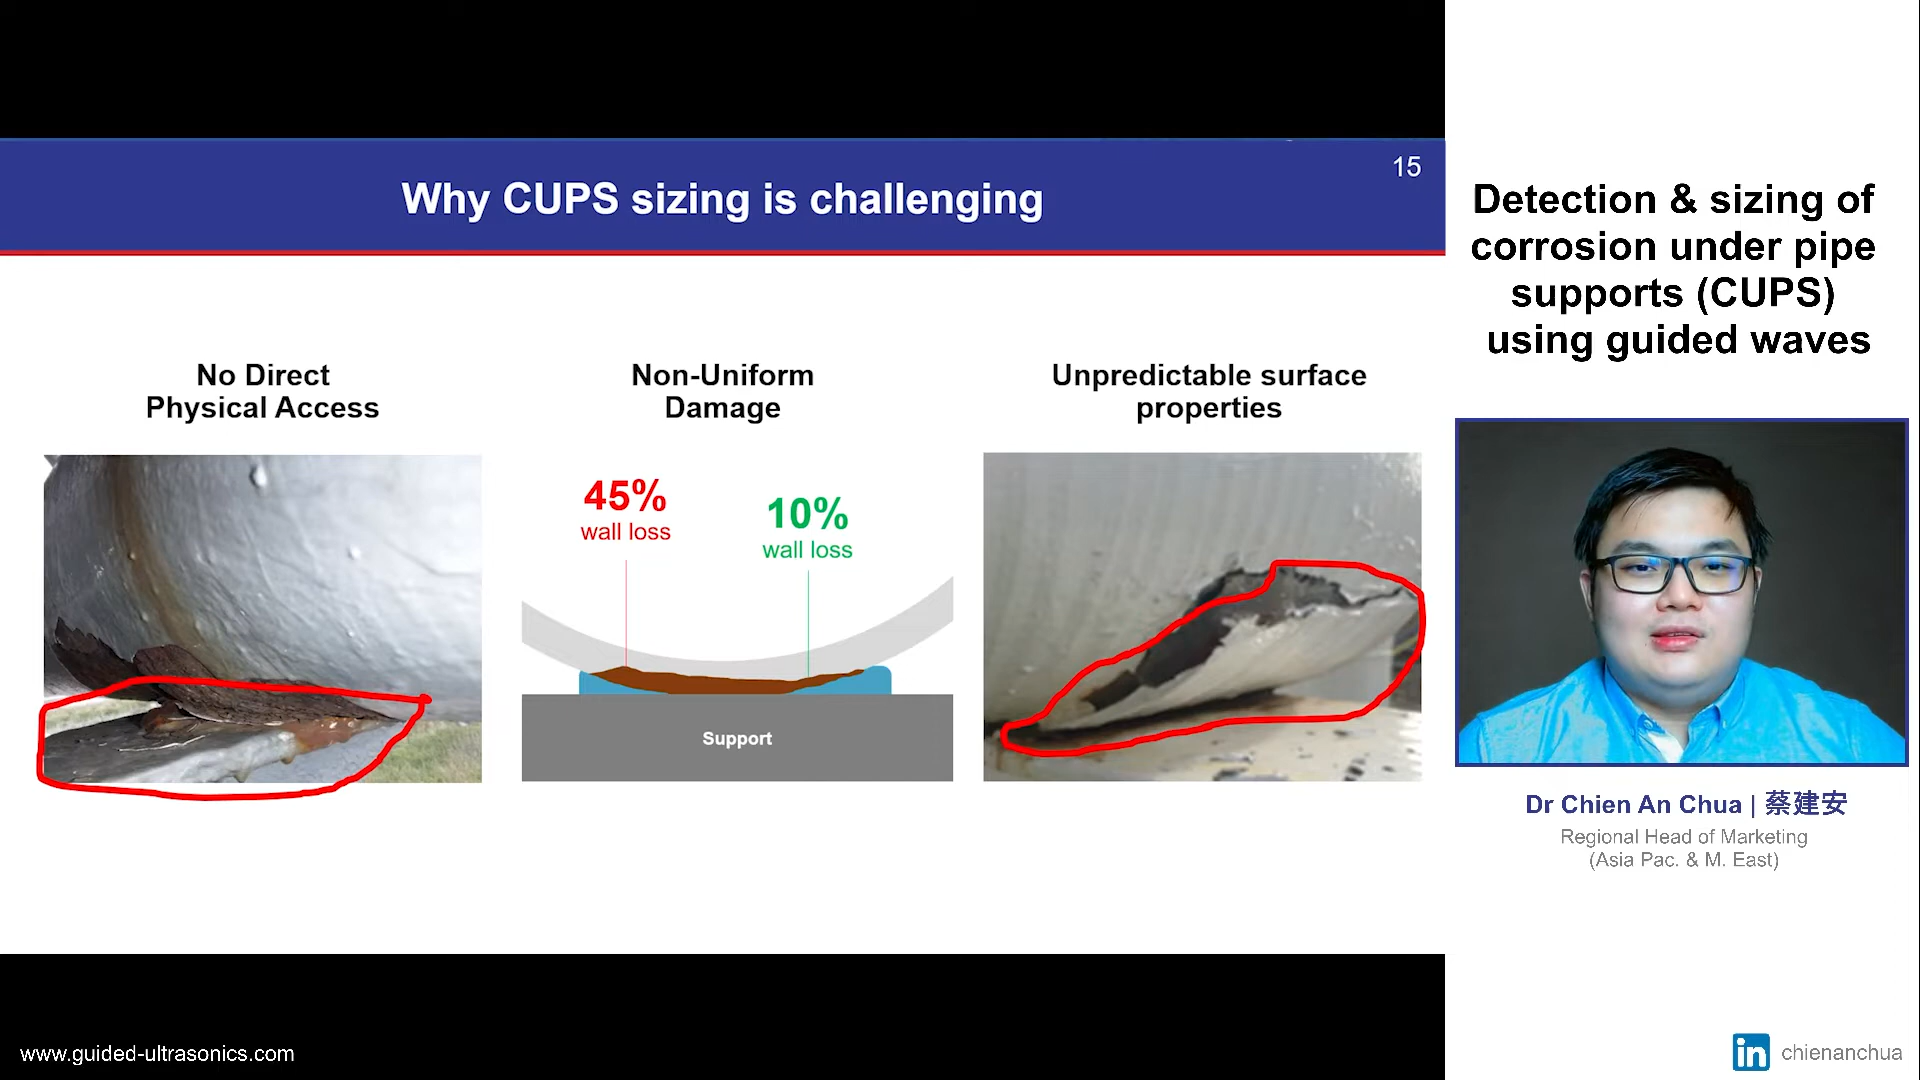 15
Why CUPS sizing is challenging
No Direct
Physical Access
Non-Uniform
Damage
Unpredictable surface
properties
45%
wall loss
10%
wall loss
Support
Detection & sizing of
corrosion under pipe
supports (CUPS)
using guided waves
Dr Chien An Chua | 蔡建安
Regional Head of Marketing
(Asia Pac. & M. East)
www.guided-ultrasonics.com
in chienanchua